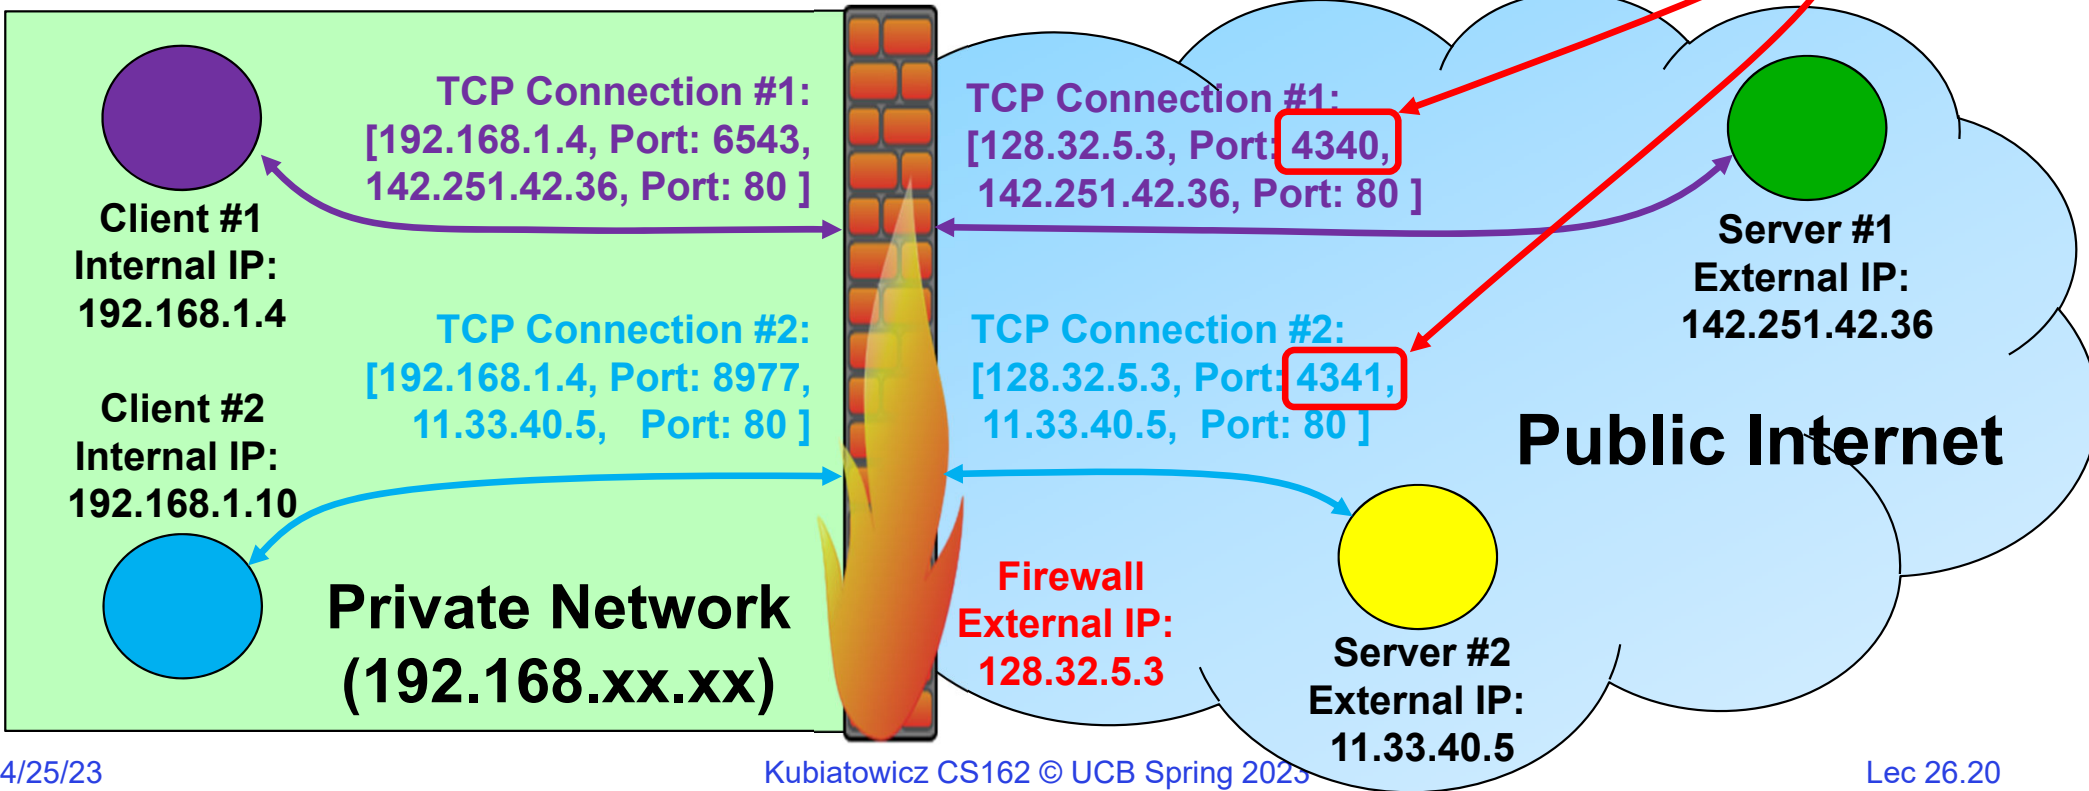 TCP Connection #1:
[192.168.1.4, Port: 6543,
142.251.42.36, Port: 80 ]
TCP Connection #1:
[128.32.5.3, Port: 4340,
142.251.42.36, Port: 80 ]
Client #1
Internal IP:
192.168.1.4
Server #1
External IP:
142.251.42.36
TCP Connection #2:
[192.168.1.4, Port: 8977,
11.33.40.5, Port: 80 ]
TCP Connection #2:
[128.32.5.3, Port: 4341,
11.33.40.5, Port: 80 ]
Client #2
Internal IP:
192.168.1.10
Public Internet
Private Network
(192.168.xx.xx)
Firewall
External IP:
128.32.5.3
Server #2
External IP:
11.33.40.5
4/25/23
Kubiatowicz CS162 © UCB Spring 2023
Lec 26.20